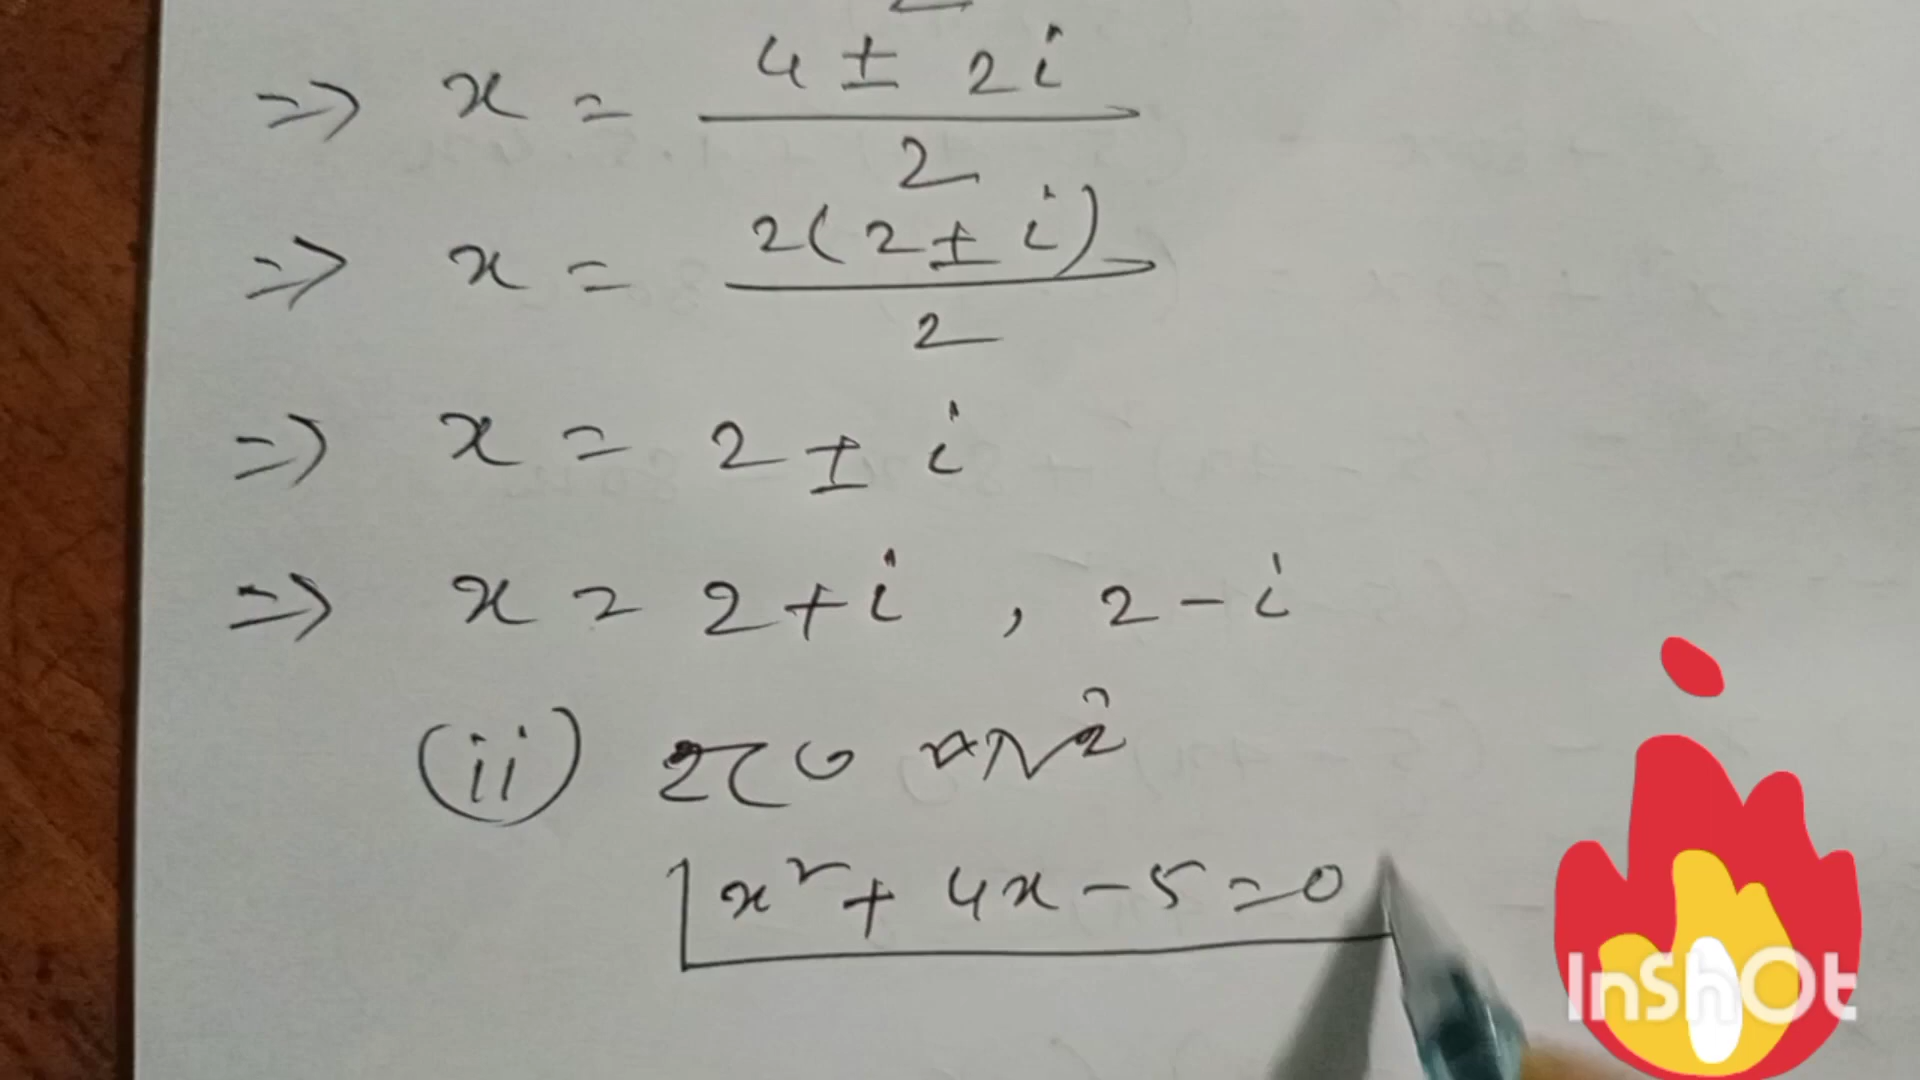 => x = (4 ± 2i)/2
=> x = 2(2 ± i)/2
=> x = 2 ± i
=> x = 2+i , 2-i
(ii)
x² + 4x - 5 = 0
InShOt